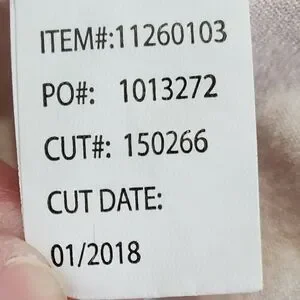 ITEM#:11260103
PO#: 1013272
CUT#: 150266
CUT DATE:
01/2018